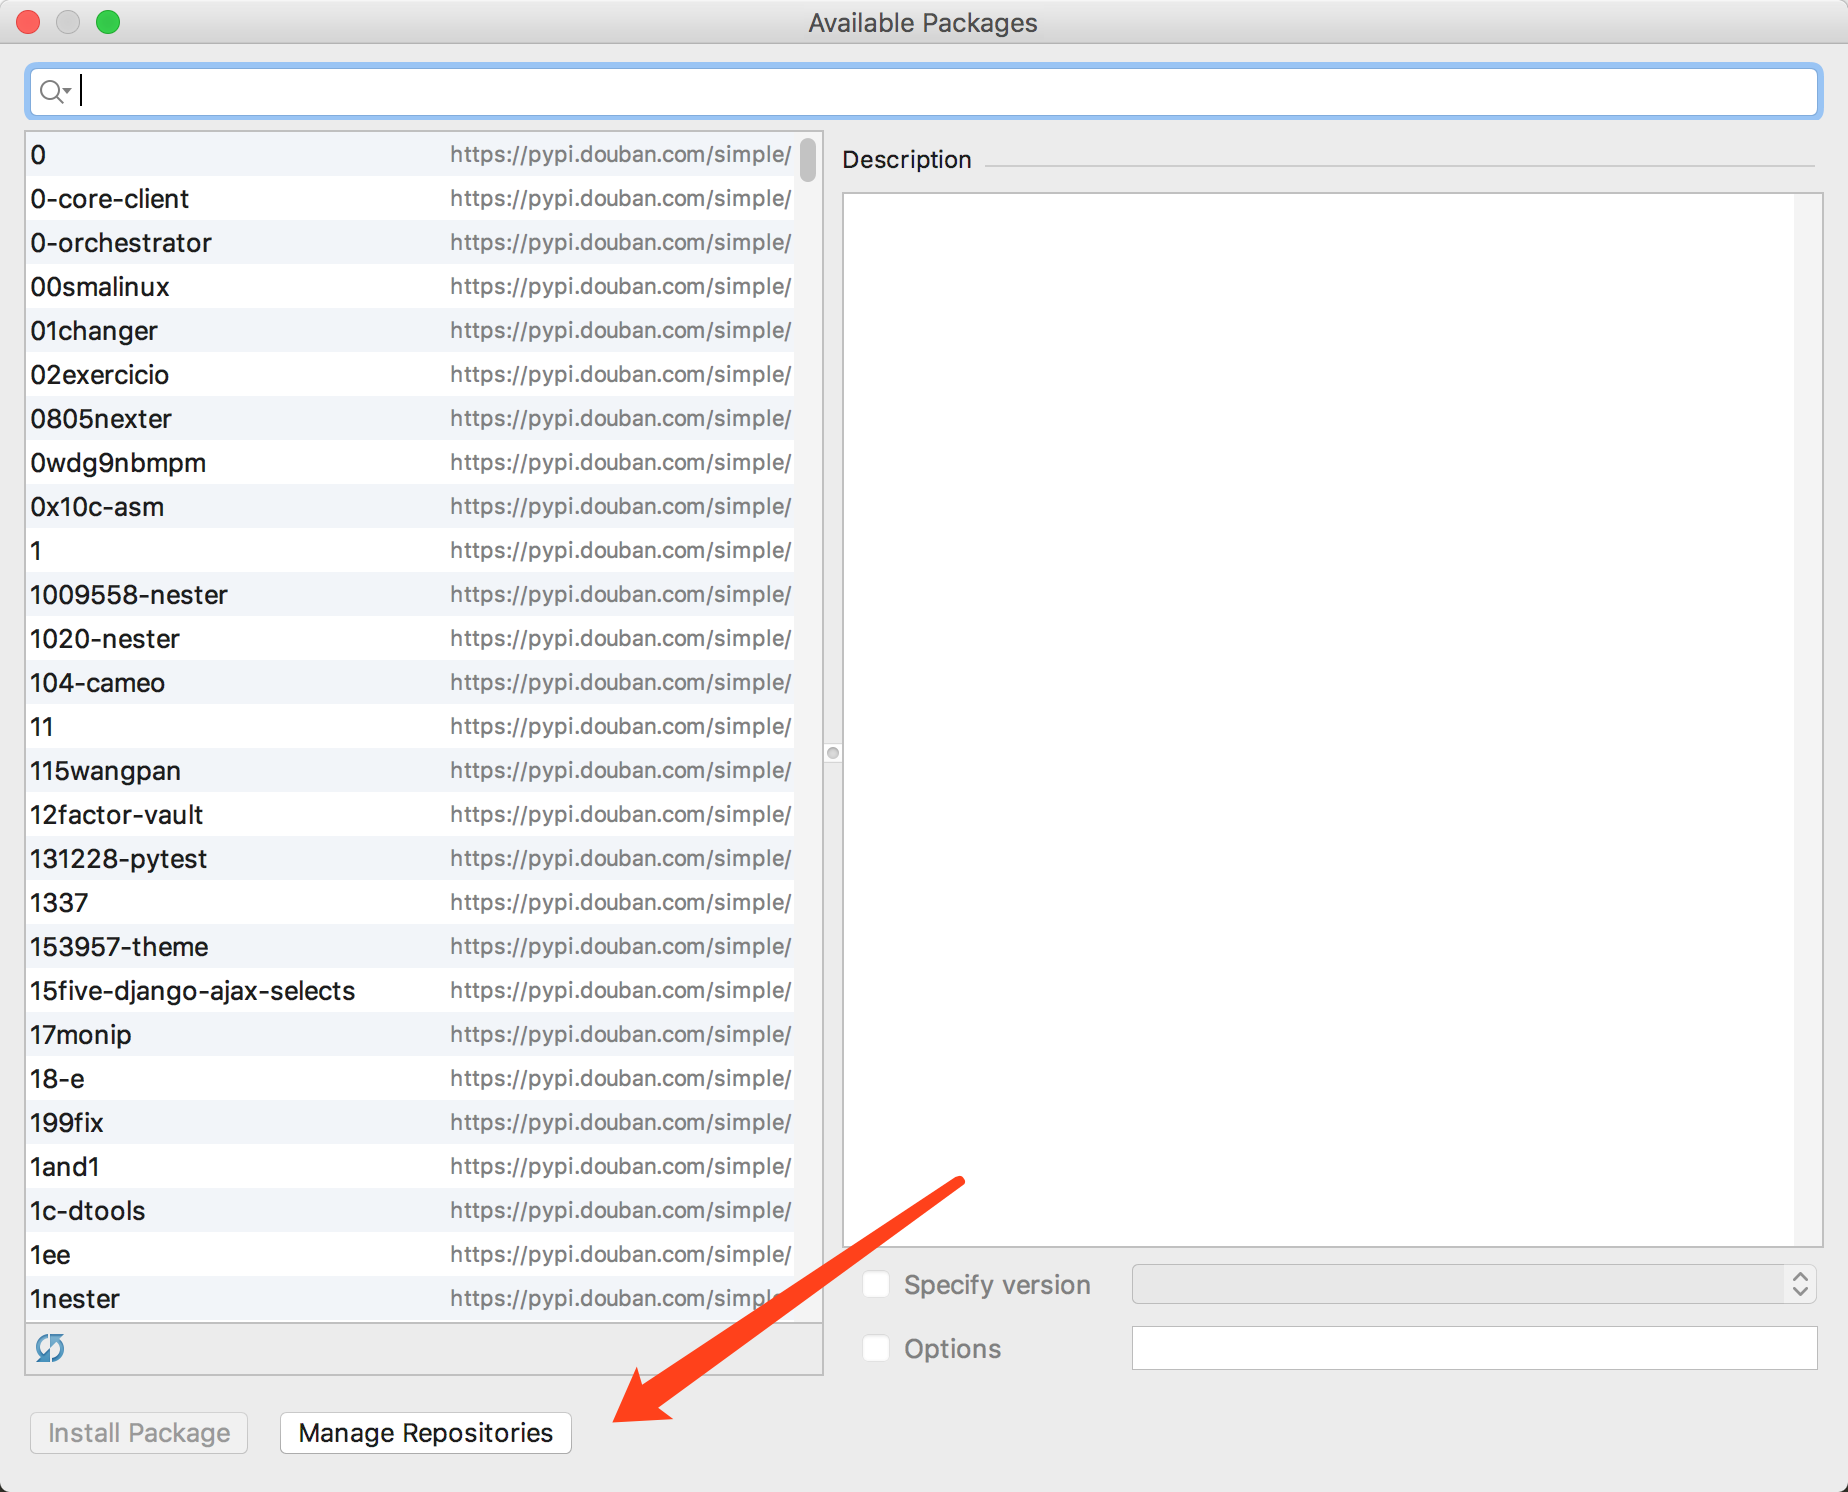 Available Packages
0 https://pypi.douban.com/simple/
0-core-client https://pypi.douban.com/simple/
0-orchestrator https://pypi.douban.com/simple/
00smalinux https://pypi.douban.com/simple/
01changer https://pypi.douban.com/simple/
02exercicio https://pypi.douban.com/simple/
0805nexter https://pypi.douban.com/simple/
0wdg9nbmpm https://pypi.douban.com/simple/
0x10c-asm https://pypi.douban.com/simple/
1 https://pypi.douban.com/simple/
1009558-nester https://pypi.douban.com/simple/
1020-nester https://pypi.douban.com/simple/
104-cameo https://pypi.douban.com/simple/
11 https://pypi.douban.com/simple/
115wangpan https://pypi.douban.com/simple/
12factor-vault https://pypi.douban.com/simple/
131228-pytest https://pypi.douban.com/simple/
1337 https://pypi.douban.com/simple/
153957-theme https://pypi.douban.com/simple/
15five-django-ajax-selects https://pypi.douban.com/simple/
17monip https://pypi.douban.com/simple/
18-e https://pypi.douban.com/simple/
199fix https://pypi.douban.com/simple/
1and1 https://pypi.douban.com/simple/
1c-dtools https://pypi.douban.com/simple/
1ee https://pypi.douban.com/simple/
1nester https://pypi.douban.com/simple/
Description
Specify version
Options
Install Package
Manage Repositories